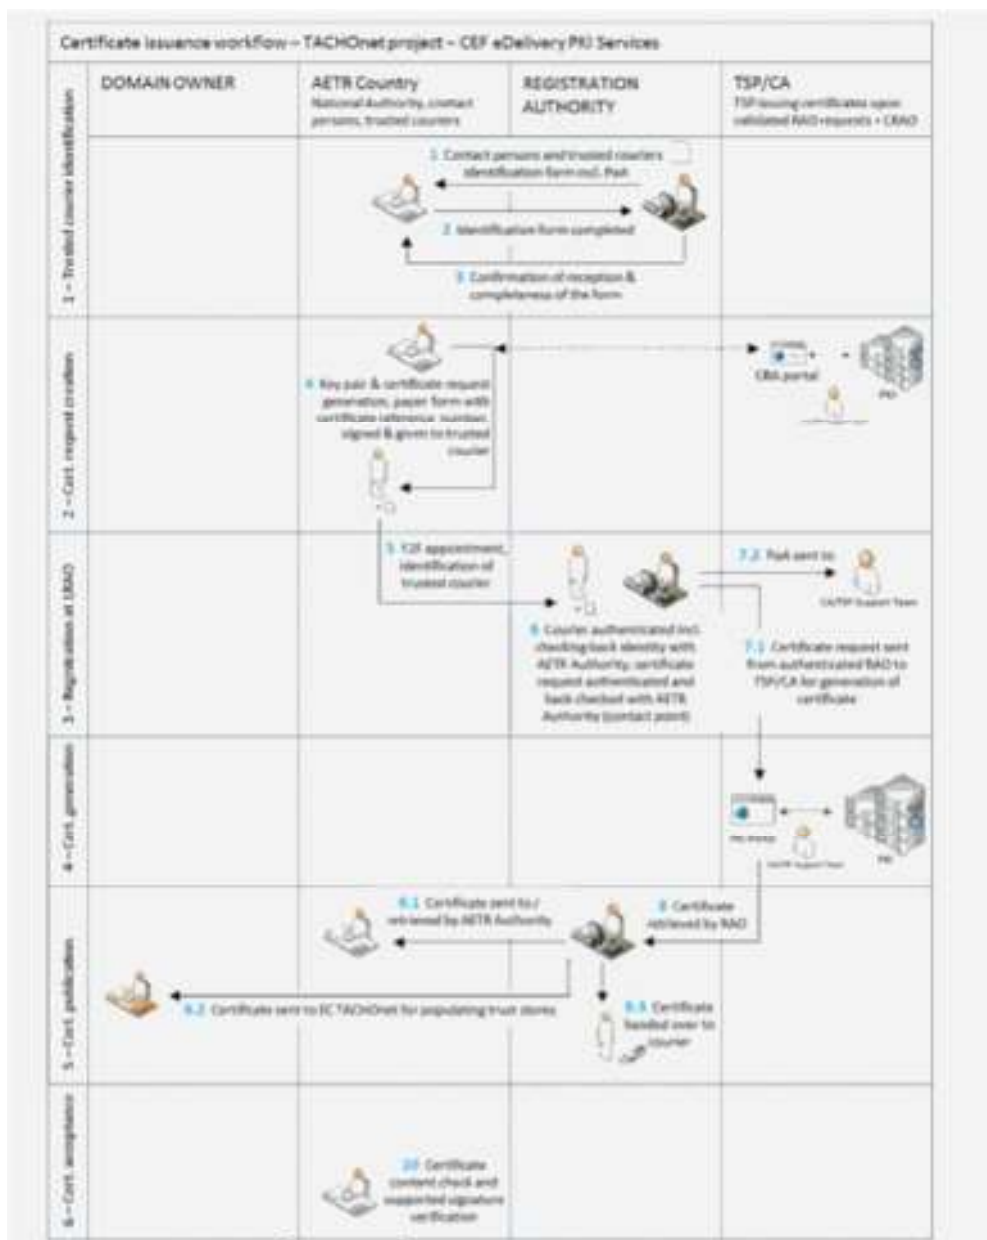 Certificate issuance workflow – TACHOnet project – CEF eDelivery PKI Services
DOMAIN OWNER
AETR Country
National Authority, contact
persons, trusted couriers
REGISTRATION
AUTHORITY
TSP/CA
TSP issuing certificates upon
validated RAO requests + CRAO
1 – Trusted courier identification
1 Contact persons and trusted couriers
identification form incl. PoA
2 Identification form completed
3 Confirmation of reception &
completeness of the form
2 – Cert. request creation
4 Key pair & certificate request
generation, paper form with
certificate reference number,
signed & given to trusted
courier
CRA portal
PKI
3 – Registration at LRAO
5 F2F appointment,
identification of
trusted courier
6 Courier authenticated incl.
checking back identity with
AETR Authority; certificate
request authenticated and
back checked with AETR
Authority (contact point)
7.2 PoA sent to
CA/TSP Support Team
7.1 Certificate request sent
from authenticated RAO to
TSP/CA for generation of
certificate
4 – Cert. generation
CA/TSP Support Team
PKI
5 – Cert. publication
8 Certificate
retrieved by RAO
Certificate sent to /
retrieved by AETR Authority
Certificate sent to EC TACHOnet for populating trust stores
Certificate
handed over to
courier
6 – Cert. acceptance
10 Certificate
content check and
supported signature
verification